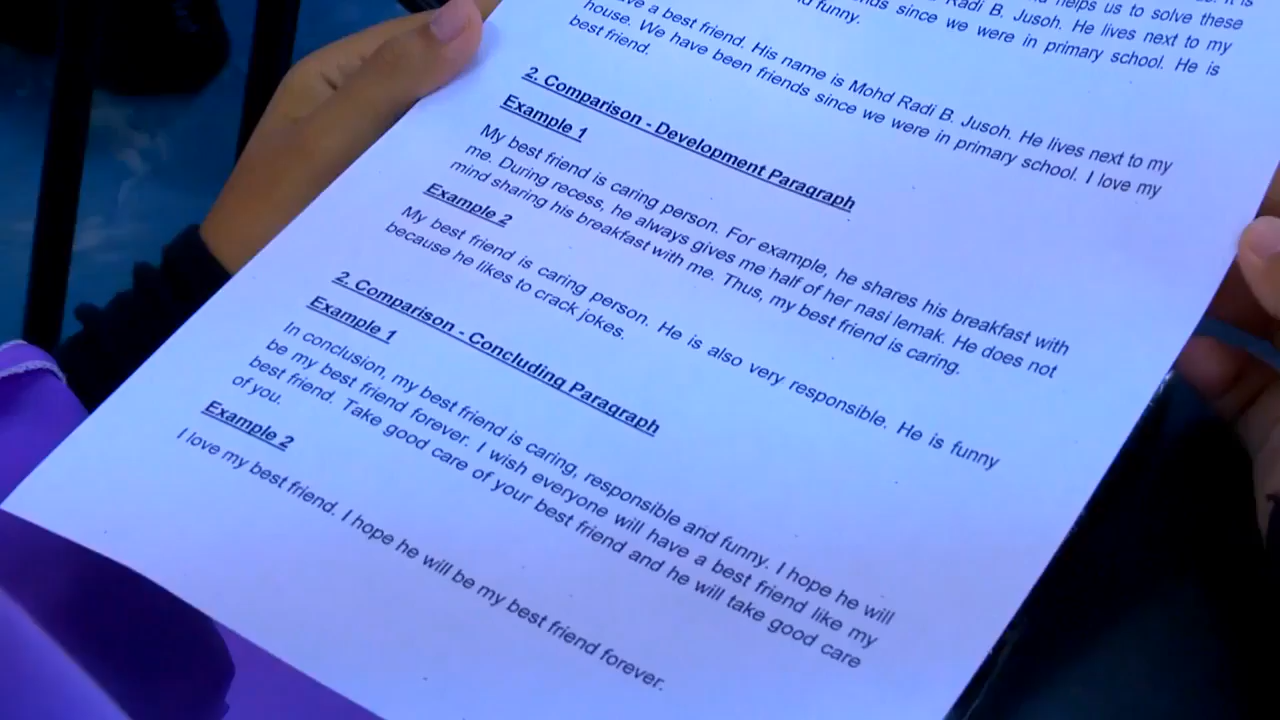 helps us to solve these
Radi B. Jusoh. He lives next to my
friends since we were in primary school. He is
funny.
a best friend. His name is Mohd Radi B. Jusoh. He lives next to my
house. We have been friends since we were in primary school. I love my
best friend.
2. Comparison - Development Paragraph
Example 1
My best friend is caring person. For example, he shares his breakfast with
me. During recess, he always gives me half of her nasi lemak. He does not
mind sharing his breakfast with me. Thus, my best friend is caring.
Example 2
My best friend is caring person. He is also very responsible. He is funny
because he likes to crack jokes.
2. Comparison - Concluding Paragraph
Example 1
In conclusion, my best friend is caring, responsible and funny. I hope he will
be my best friend forever. I wish everyone will have a best friend like my
best friend. Take good care of your best friend and he will take good care
of you.
Example 2
I love my best friend. I hope he will be my best friend forever.